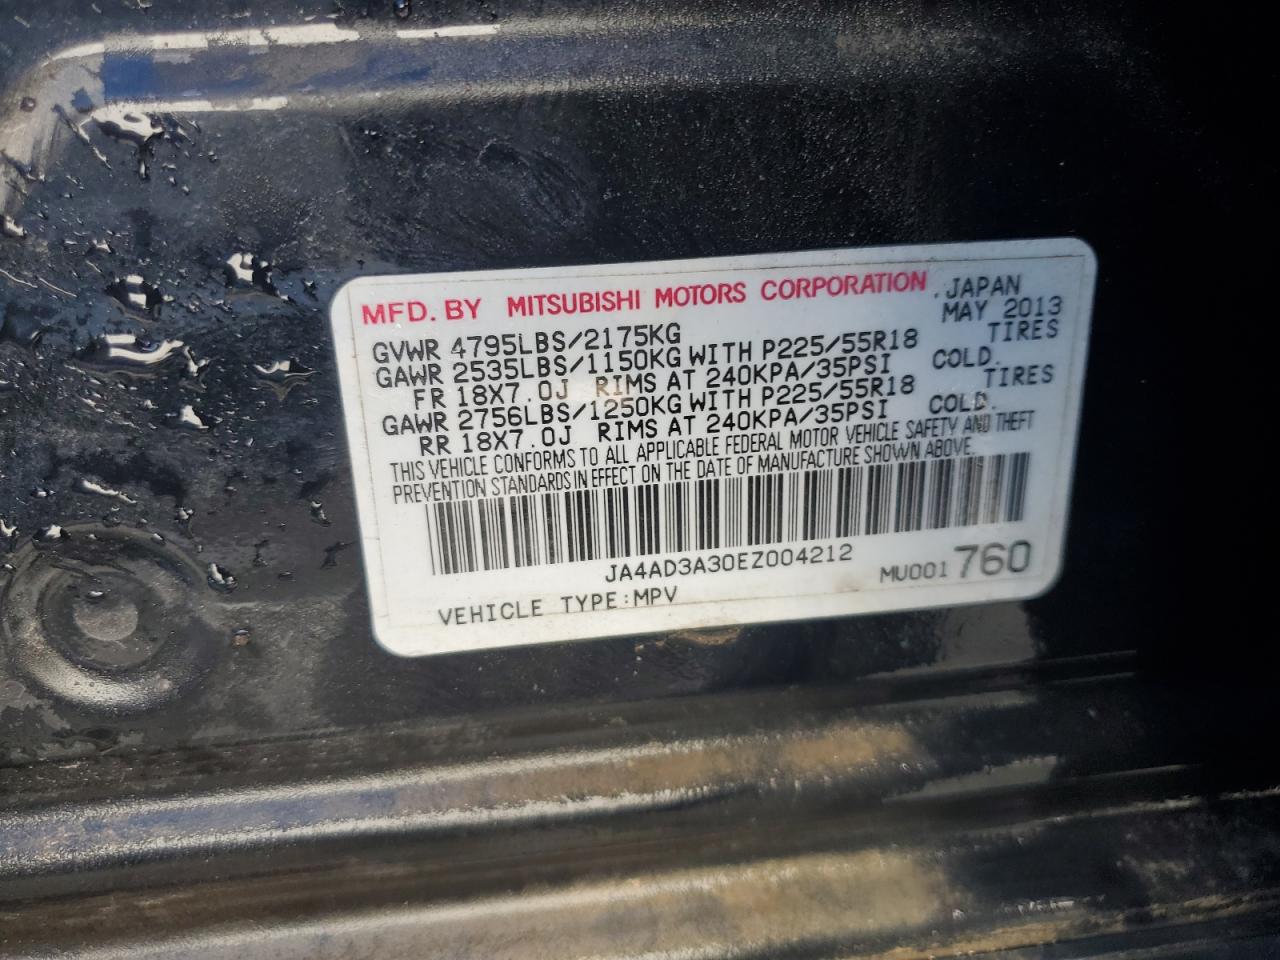 MFD. BY MITSUBISHI MOTORS CORPORATION .JAPAN
MAY 2013
GVWR 4795LBS/2175KG
GAWR 2535LBS/1150KG WITH P225/55R18 TIRES
FR 18X7.0J RIMS AT 240KPA/35PSI COLD.
GAWR 2756LBS/1250KG WITH P225/55R18 TIRES
RR 18X7.0J RIMS AT 240KPA/35PSI COLD.
THIS VEHICLE CONFORMS TO ALL APPLICABLE FEDERAL MOTOR VEHICLE SAFETY AND THEFT
PREVENTION STANDARDS IN EFFECT ON THE DATE OF MANUFACTURE SHOWN ABOVE.
JA4AD3A30EZ004212
MU001 760
VEHICLE TYPE:MPV